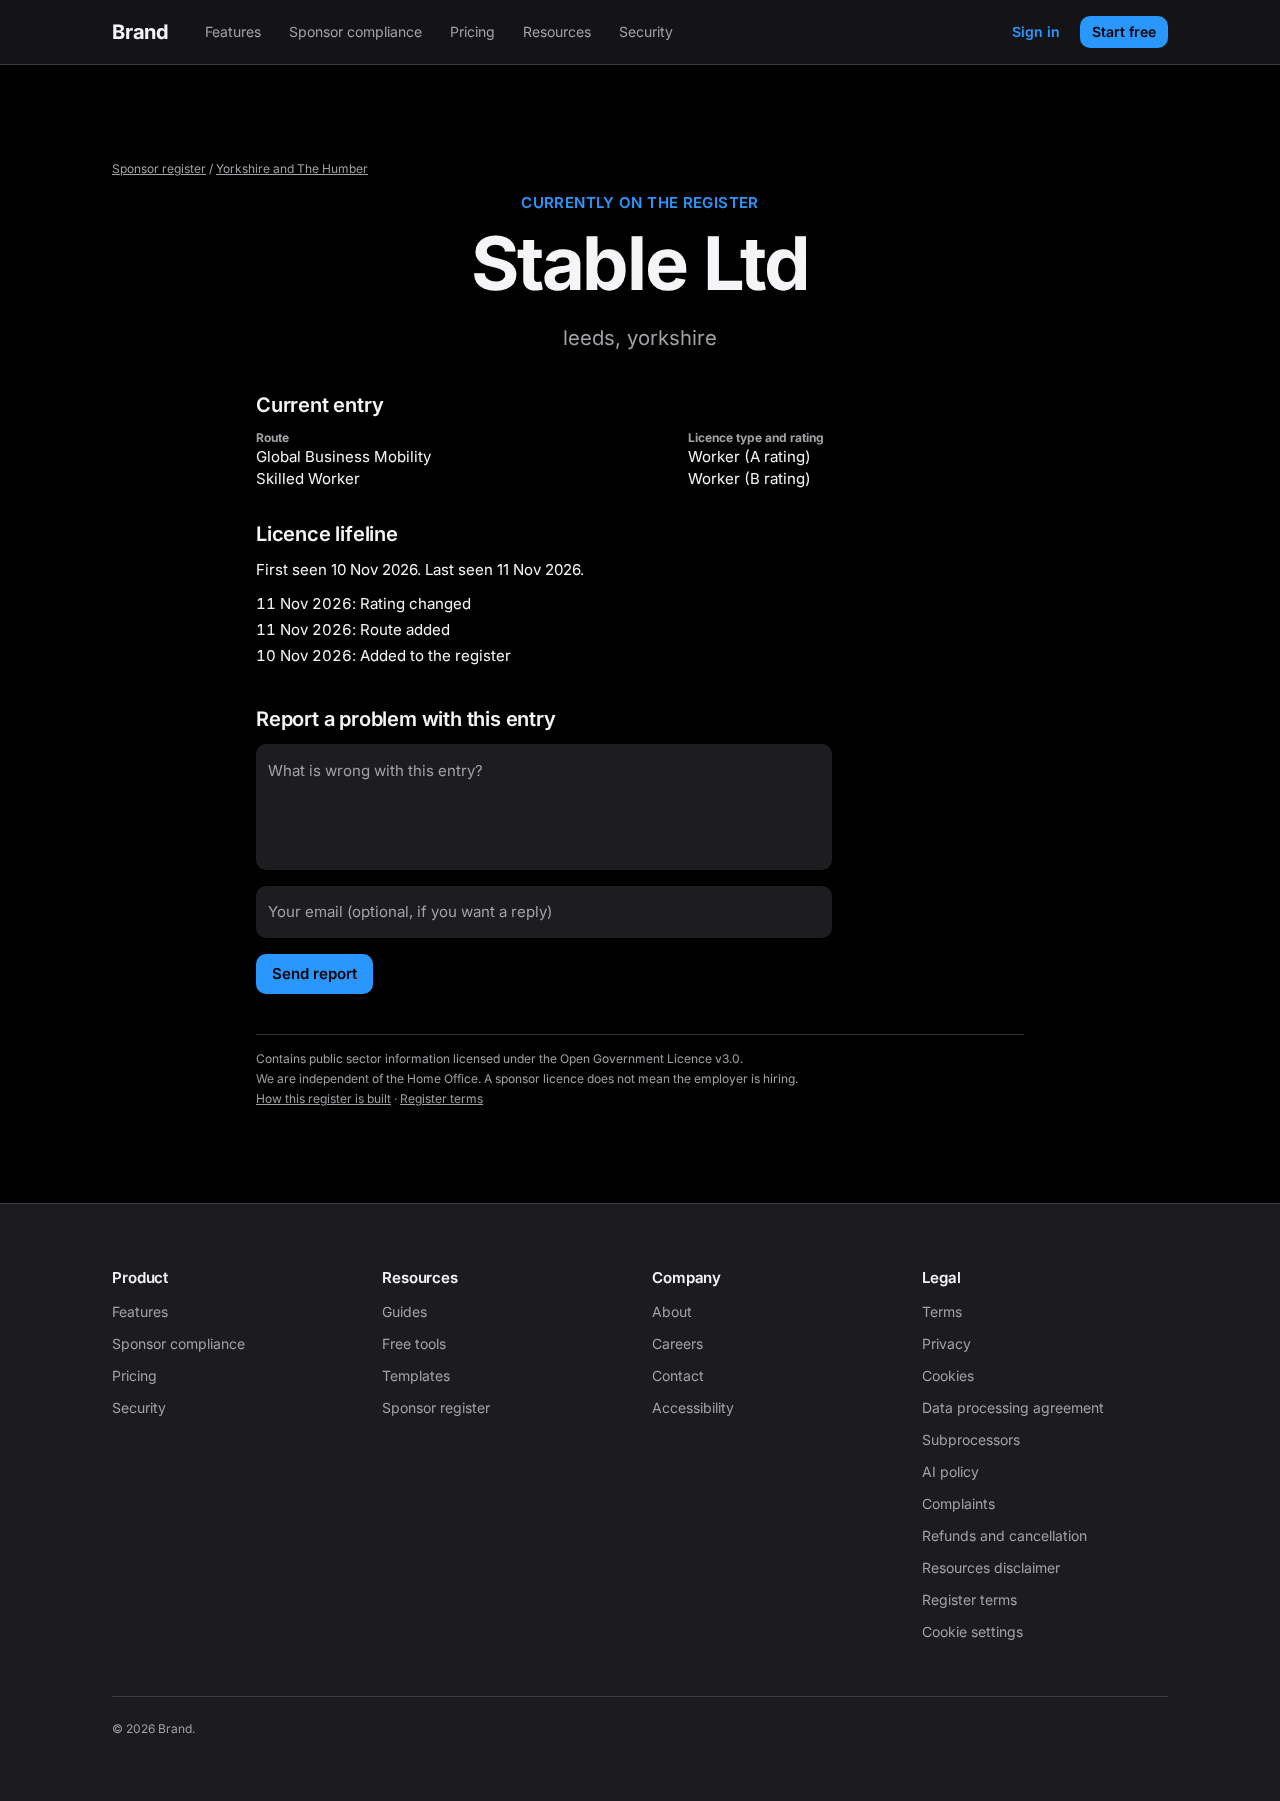 Brand
Features
Sponsor compliance
Pricing
Resources
Security
Sign in
Start free
Sponsor register / Yorkshire and The Humber
CURRENTLY ON THE REGISTER
Stable Ltd
leeds, yorkshire
Current entry
Route
Licence type and rating
Global Business Mobility
Worker (A rating)
Skilled Worker
Worker (B rating)
Licence lifeline
First seen 10 Nov 2026. Last seen 11 Nov 2026.
11 Nov 2026: Rating changed
11 Nov 2026: Route added
10 Nov 2026: Added to the register
Report a problem with this entry
What is wrong with this entry?
Your email (optional, if you want a reply)
Send report
Contains public sector information licensed under the Open Government Licence v3.0.
We are independent of the Home Office. A sponsor licence does not mean the employer is hiring.
How this register is built · Register terms
Product
Features
Sponsor compliance
Pricing
Security
Resources
Guides
Free tools
Templates
Sponsor register
Company
About
Careers
Contact
Accessibility
Legal
Terms
Privacy
Cookies
Data processing agreement
Subprocessors
AI policy
Complaints
Refunds and cancellation
Resources disclaimer
Register terms
Cookie settings
© 2026 Brand.